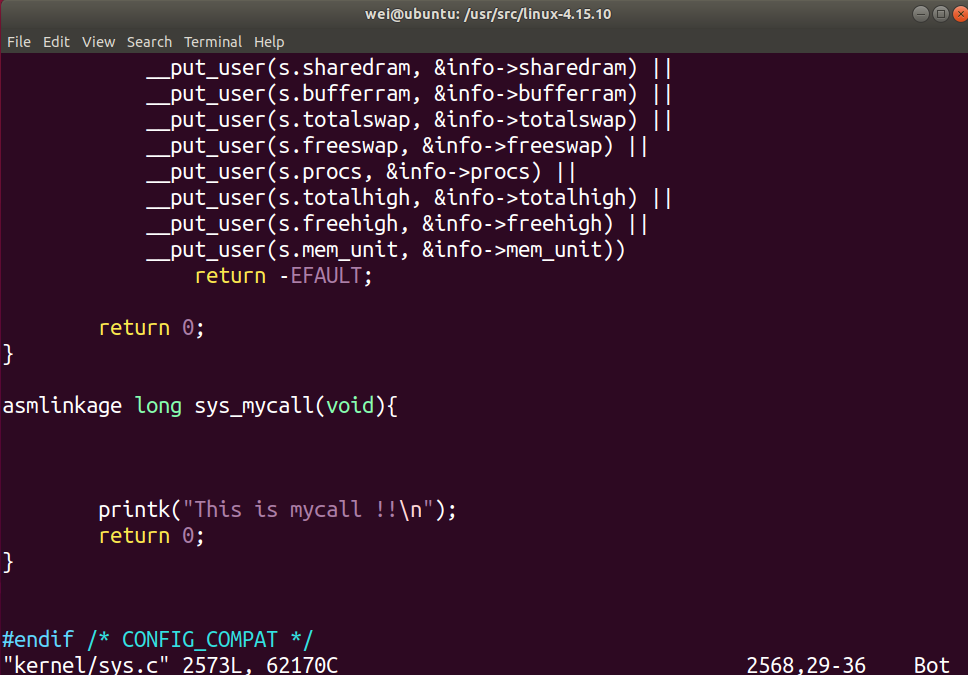 wei@ubuntu: /usr/src/linux-4.15.10
File Edit View Search Terminal Help
            __put_user(s.sharedram, &info->sharedram) ||
            __put_user(s.bufferram, &info->bufferram) ||
            __put_user(s.totalswap, &info->totalswap) ||
            __put_user(s.freeswap, &info->freeswap) ||
            __put_user(s.procs, &info->procs) ||
            __put_user(s.totalhigh, &info->totalhigh) ||
            __put_user(s.freehigh, &info->freehigh) ||
            __put_user(s.mem_unit, &info->mem_unit))
                return -EFAULT;
        return 0;
}
asmlinkage long sys_mycall(void){
        printk("This is mycall !!\n");
        return 0;
}
#endif /* CONFIG_COMPAT */
"kernel/sys.c" 2573L, 62170C 2568,29-36 Bot